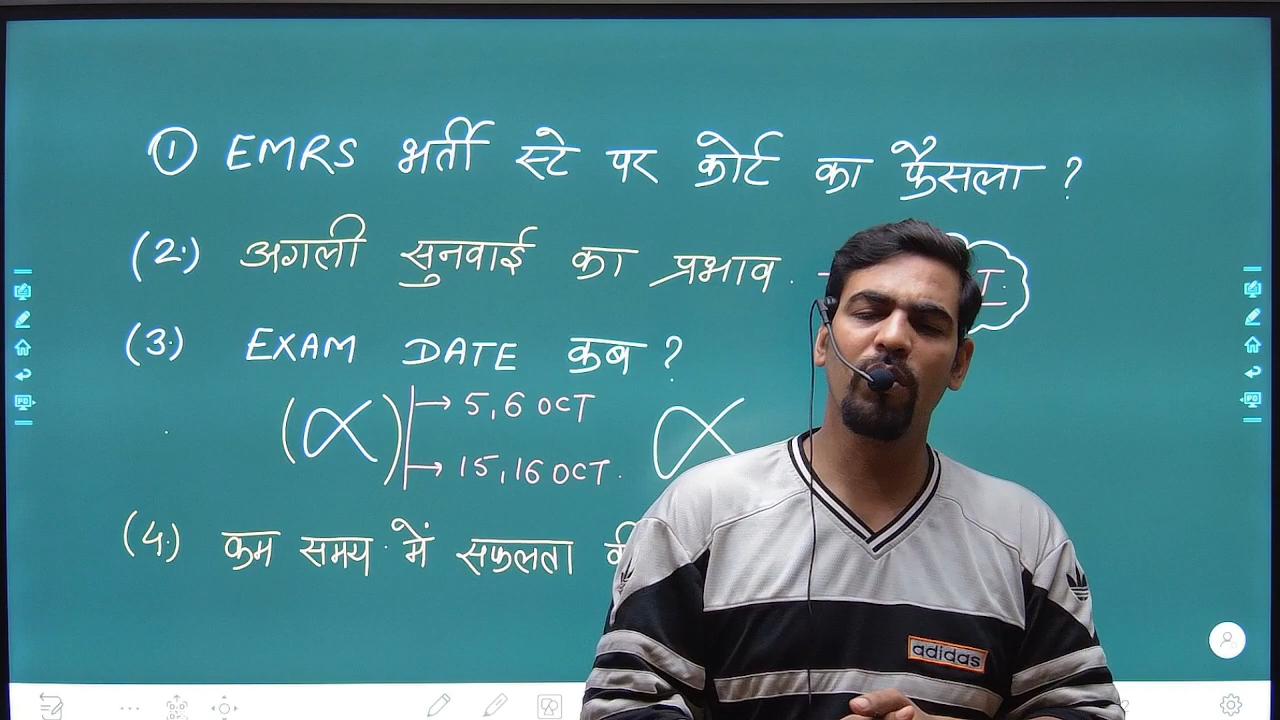 ① EMRS भर्ती स्टे पर कोर्ट का फैसला ?
(2.) अगली सुनवाई का प्रभाव.
(3.) EXAM DATE कब ?
(α) → 5, 6 OCT
→ 15, 16 OCT. α
(4.) कम समय में सफलता की
adidas